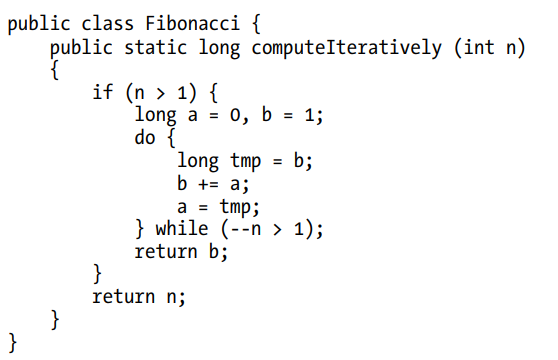 public class Fibonacci {
    public static long computeIteratively (int n)
    {
        if (n > 1) {
            long a = 0, b = 1;
            do {
                long tmp = b;
                b += a;
                a = tmp;
            } while (--n > 1);
            return b;
        }
        return n;
    }
}